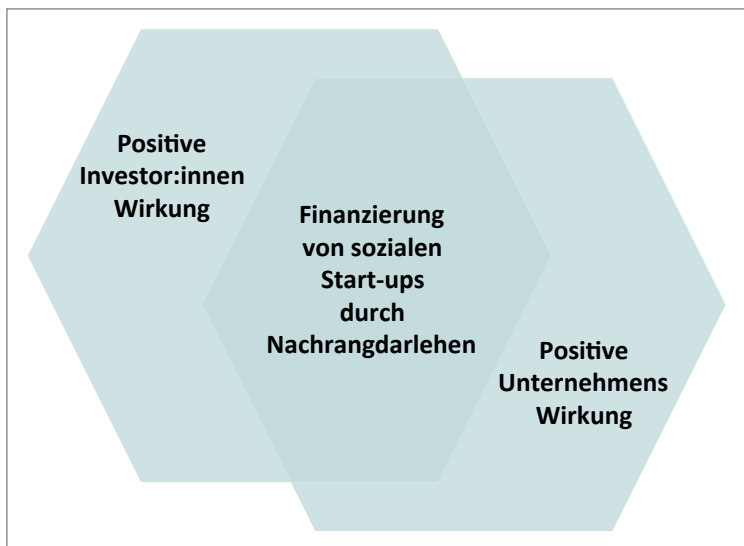 Positive
Investor:innen
Wirkung
Finanzierung
von sozialen
Start-ups
durch
Nachrangdarlehen
Positive
Unternehmens
Wirkung